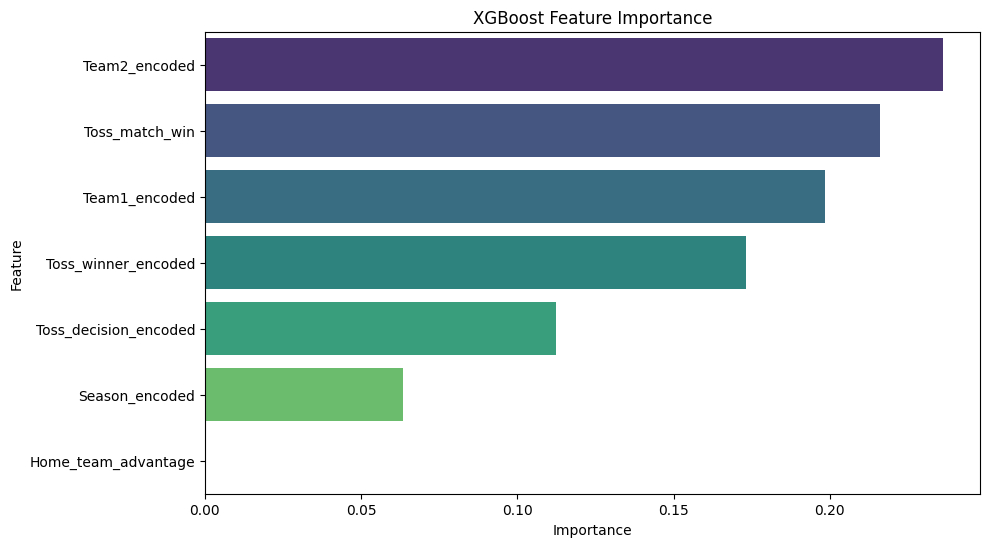 XGBoost Feature Importance
Feature
Team2_encoded
Toss_match_win
Team1_encoded
Toss_winner_encoded
Toss_decision_encoded
Season_encoded
Home_team_advantage
0.00 0.05 0.10 0.15 0.20
Importance